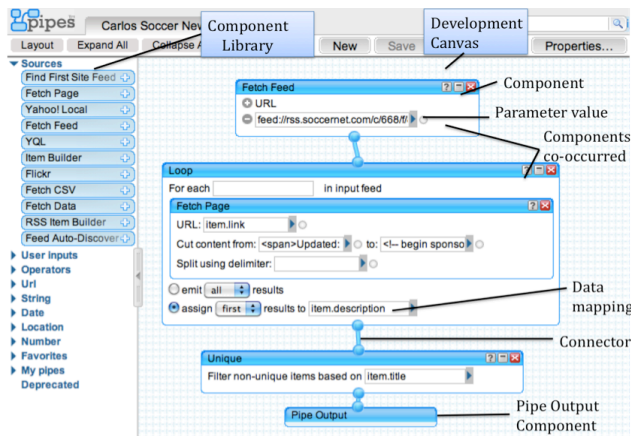 pipes
Carlos Soccer New
Component
Library
Development
Canvas
Layout
Expand All
Collapse A
New
Save
Properties...
Sources
Find First Site Feed
Fetch Page
Yahoo! Local
Fetch Feed
YQL
Item Builder
Flickr
Fetch CSV
Fetch Data
RSS Item Builder
Feed Auto-Discover
User inputs
Operators
Url
String
Date
Location
Number
Favorites
My pipes
Deprecated
Fetch Feed
URL
feed://rss.soccernet.com/c/668/f/
Component
Parameter value
Components
co-occurred
Loop
For each in input feed
Fetch Page
URL: item.link
Cut content from: <span>Updated: to: <!-- begin sponso
Split using delimiter:
emit all results
assign first results to item.description
Data
mapping
Connector
Unique
Filter non-unique items based on item.title
Pipe Output
Pipe Output
Component